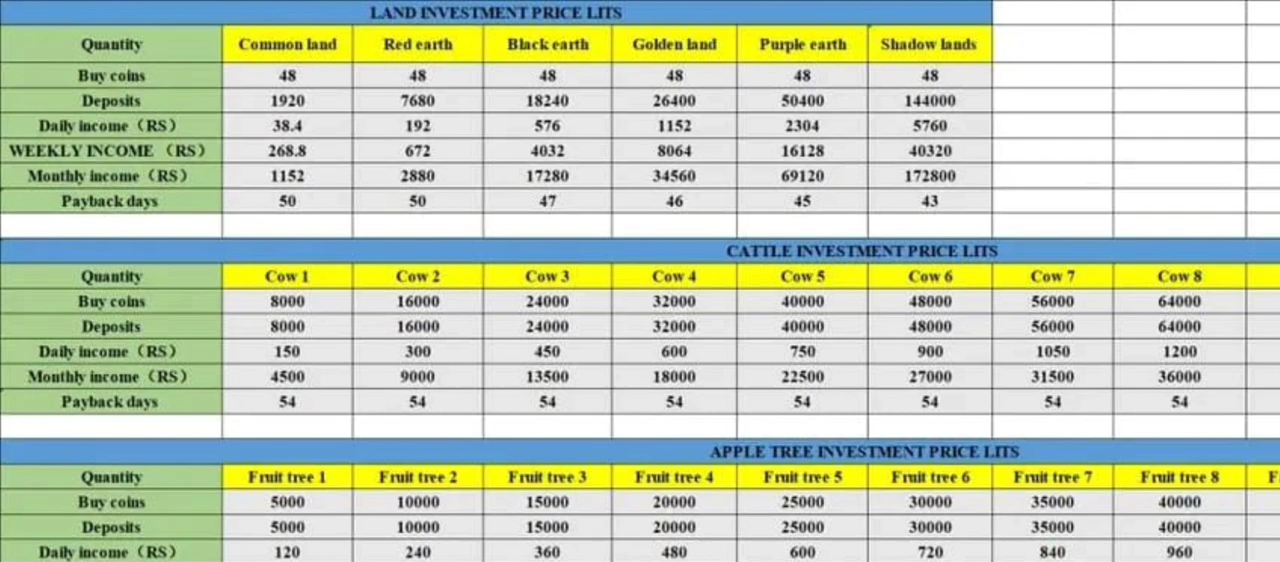 LAND INVESTMENT PRICE LITS
Quantity Common land Red earth Black earth Golden land Purple earth Shadow lands
Buy coins 48 48 48 48 48 48
Deposits 1920 7680 18240 26400 50400 144000
Daily income（RS） 38.4 192 576 1152 2304 5760
WEEKLY INCOME （RS） 268.8 672 4032 8064 16128 40320
Monthly income（RS） 1152 2880 17280 34560 69120 172800
Payback days 50 50 47 46 45 43
CATTLE INVESTMENT PRICE LITS
Quantity Cow 1 Cow 2 Cow 3 Cow 4 Cow 5 Cow 6 Cow 7 Cow 8
Buy coins 8000 16000 24000 32000 40000 48000 56000 64000
Deposits 8000 16000 24000 32000 40000 48000 56000 64000
Daily income（RS） 150 300 450 600 750 900 1050 1200
Monthly income（RS） 4500 9000 13500 18000 22500 27000 31500 36000
Payback days 54 54 54 54 54 54 54 54
APPLE TREE INVESTMENT PRICE LITS
Quantity Fruit tree 1 Fruit tree 2 Fruit tree 3 Fruit tree 4 Fruit tree 5 Fruit tree 6 Fruit tree 7 Fruit tree 8 F
Buy coins 5000 10000 15000 20000 25000 30000 35000 40000
Deposits 5000 10000 15000 20000 25000 30000 35000 40000
Daily income（RS） 120 240 360 480 600 720 840 960